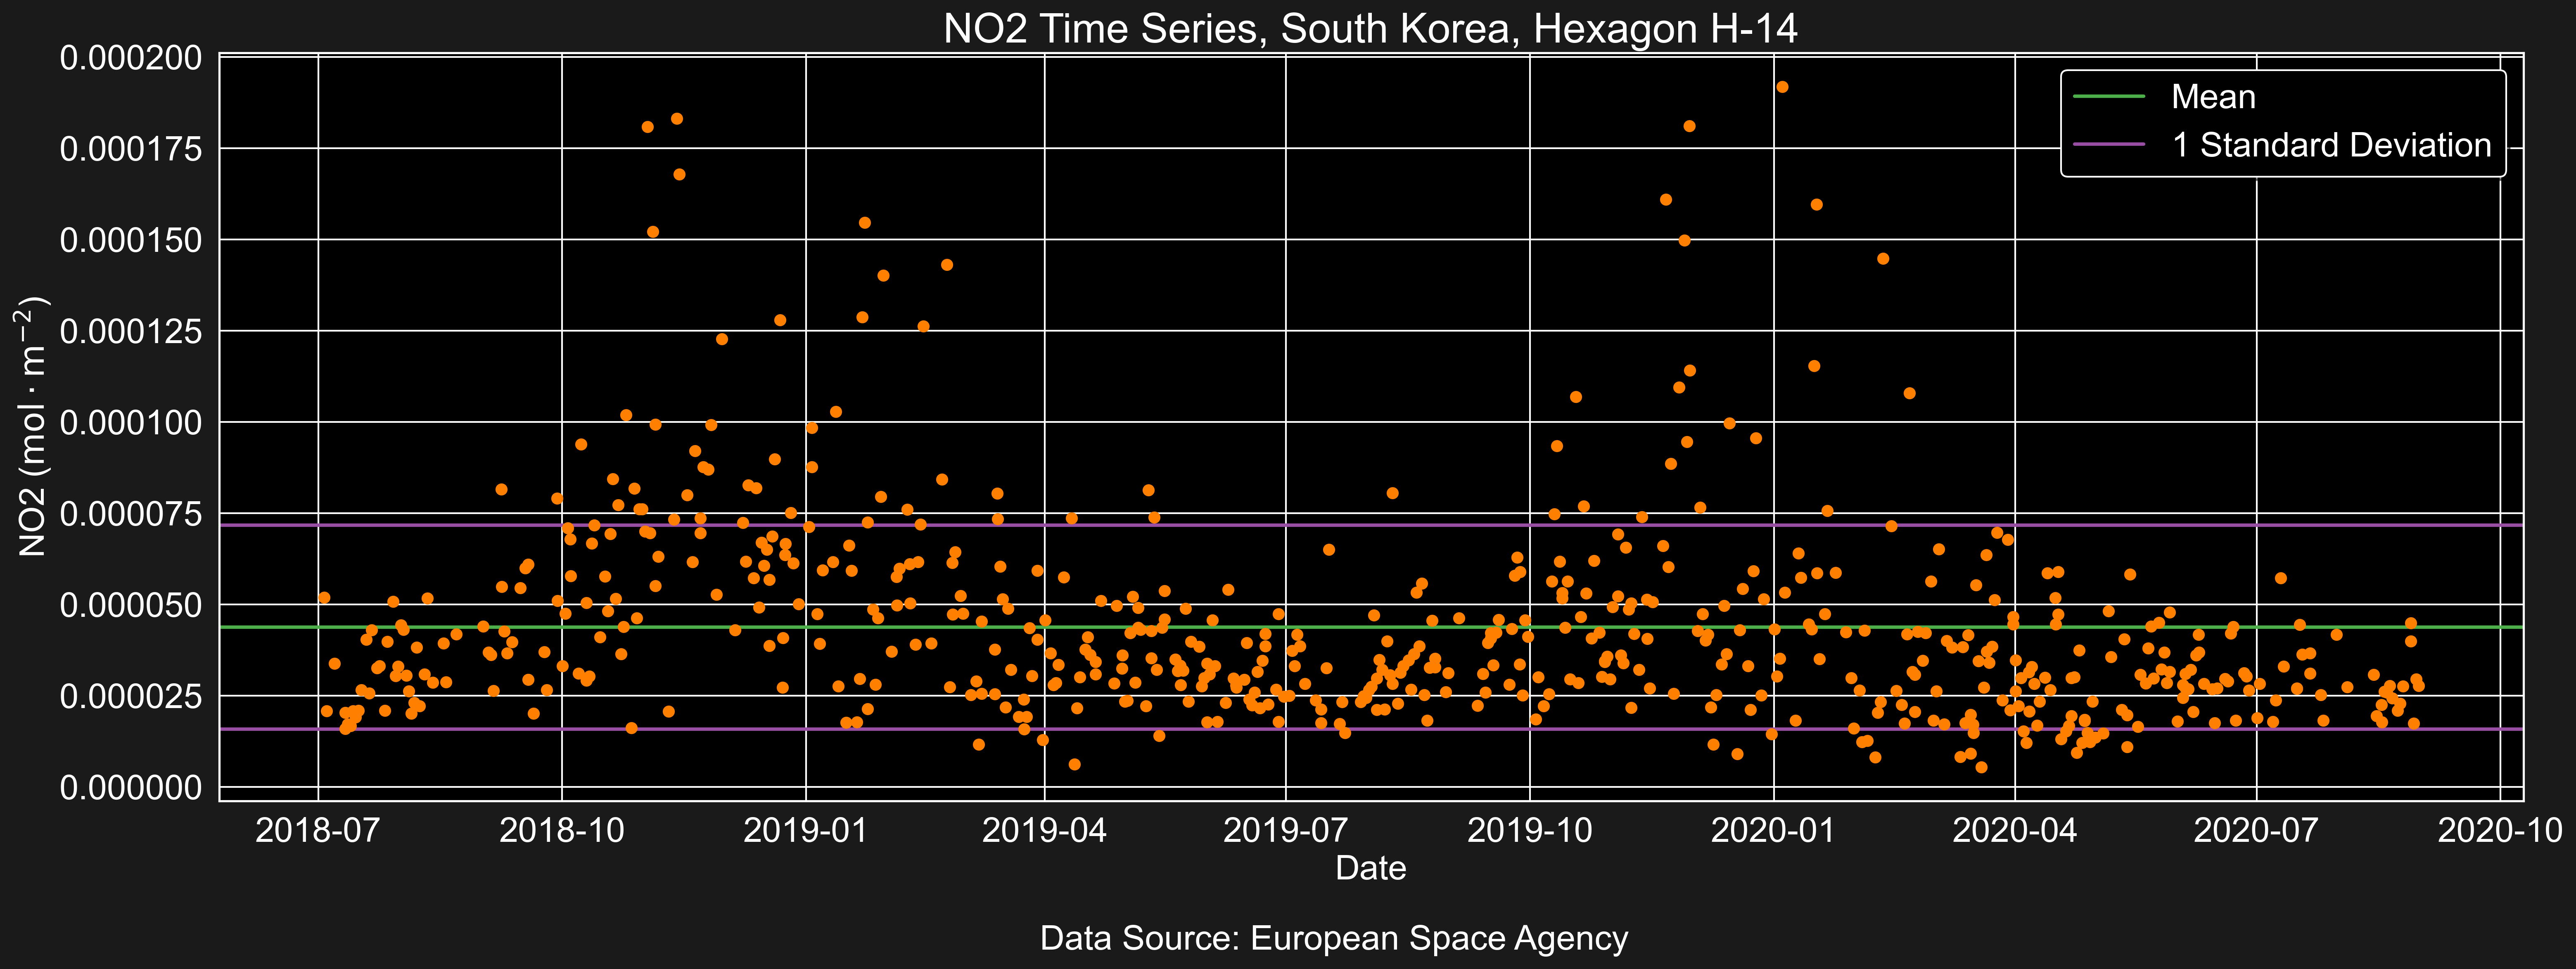 NO2 Time Series, South Korea, Hexagon H-14
0.000200
0.000175
0.000150
0.000125
0.000100
0.000075
0.000050
0.000025
0.000000
NO2 (mol · m⁻²)
Mean
1 Standard Deviation
2018-07 2018-10 2019-01 2019-04 2019-07 2019-10 2020-01 2020-04 2020-07 2020-10
Date
Data Source: European Space Agency